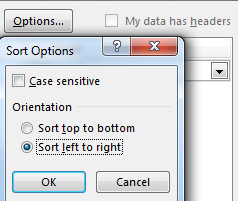 Options... My data has headers
Sort Options ?
Case sensitive
Orientation
Sort top to bottom
Sort left to right
OK Cancel